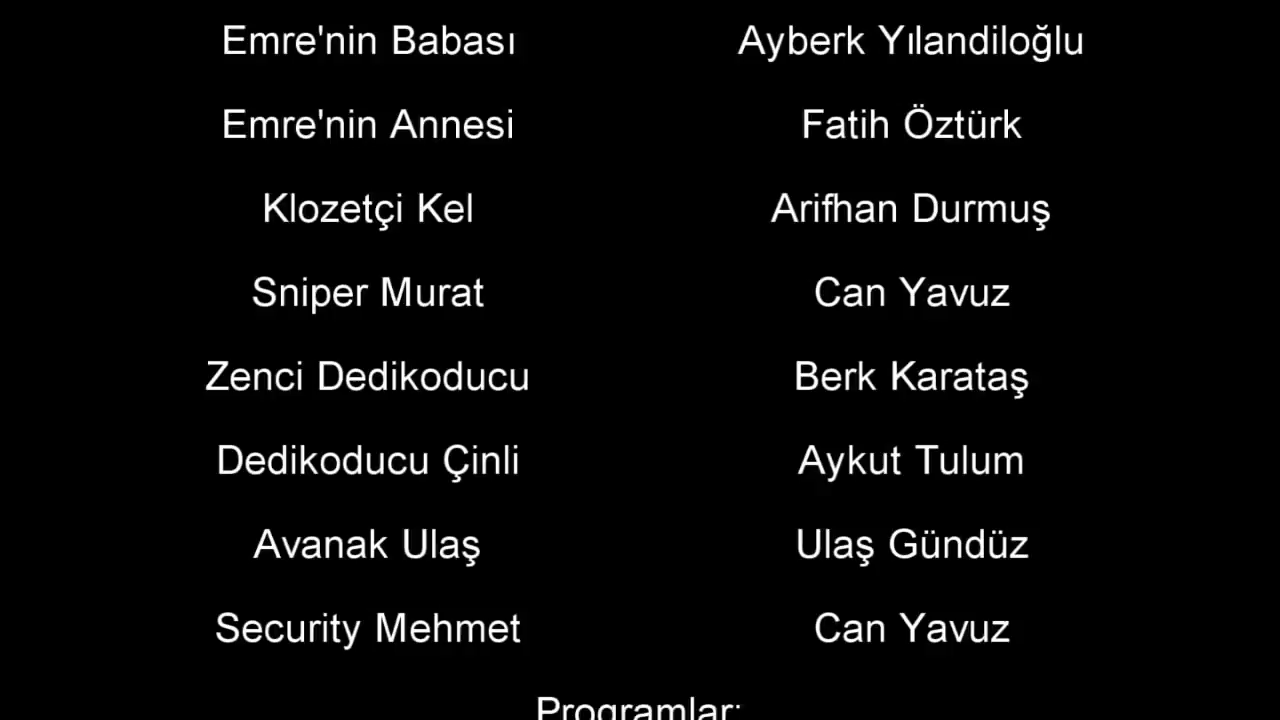 Emre'nin Babası Ayberk Yılandiloğlu
Emre'nin Annesi Fatih Öztürk
Klozetçi Kel Arifhan Durmuş
Sniper Murat Can Yavuz
Zenci Dedikoducu Berk Karataş
Dedikoducu Çinli Aykut Tulum
Avanak Ulaş Ulaş Gündüz
Security Mehmet Can Yavuz
Programlar: